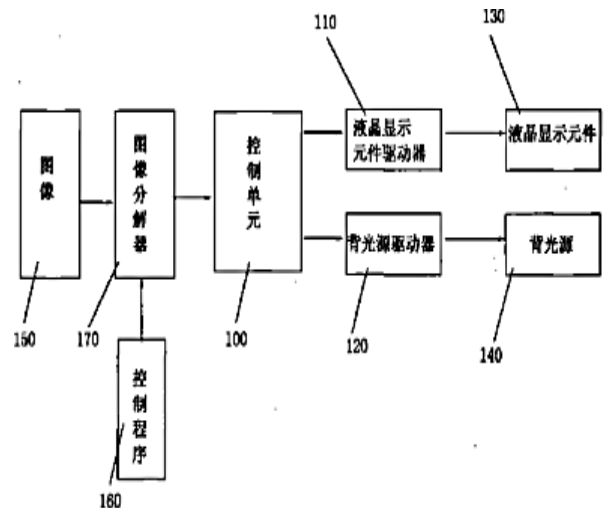 110
130
图像
图像分解器
控制单元
液晶显示
元件驱动器
液晶显示元件
背光源驱动器
背光源
150
170
100
120
140
控制程序
160